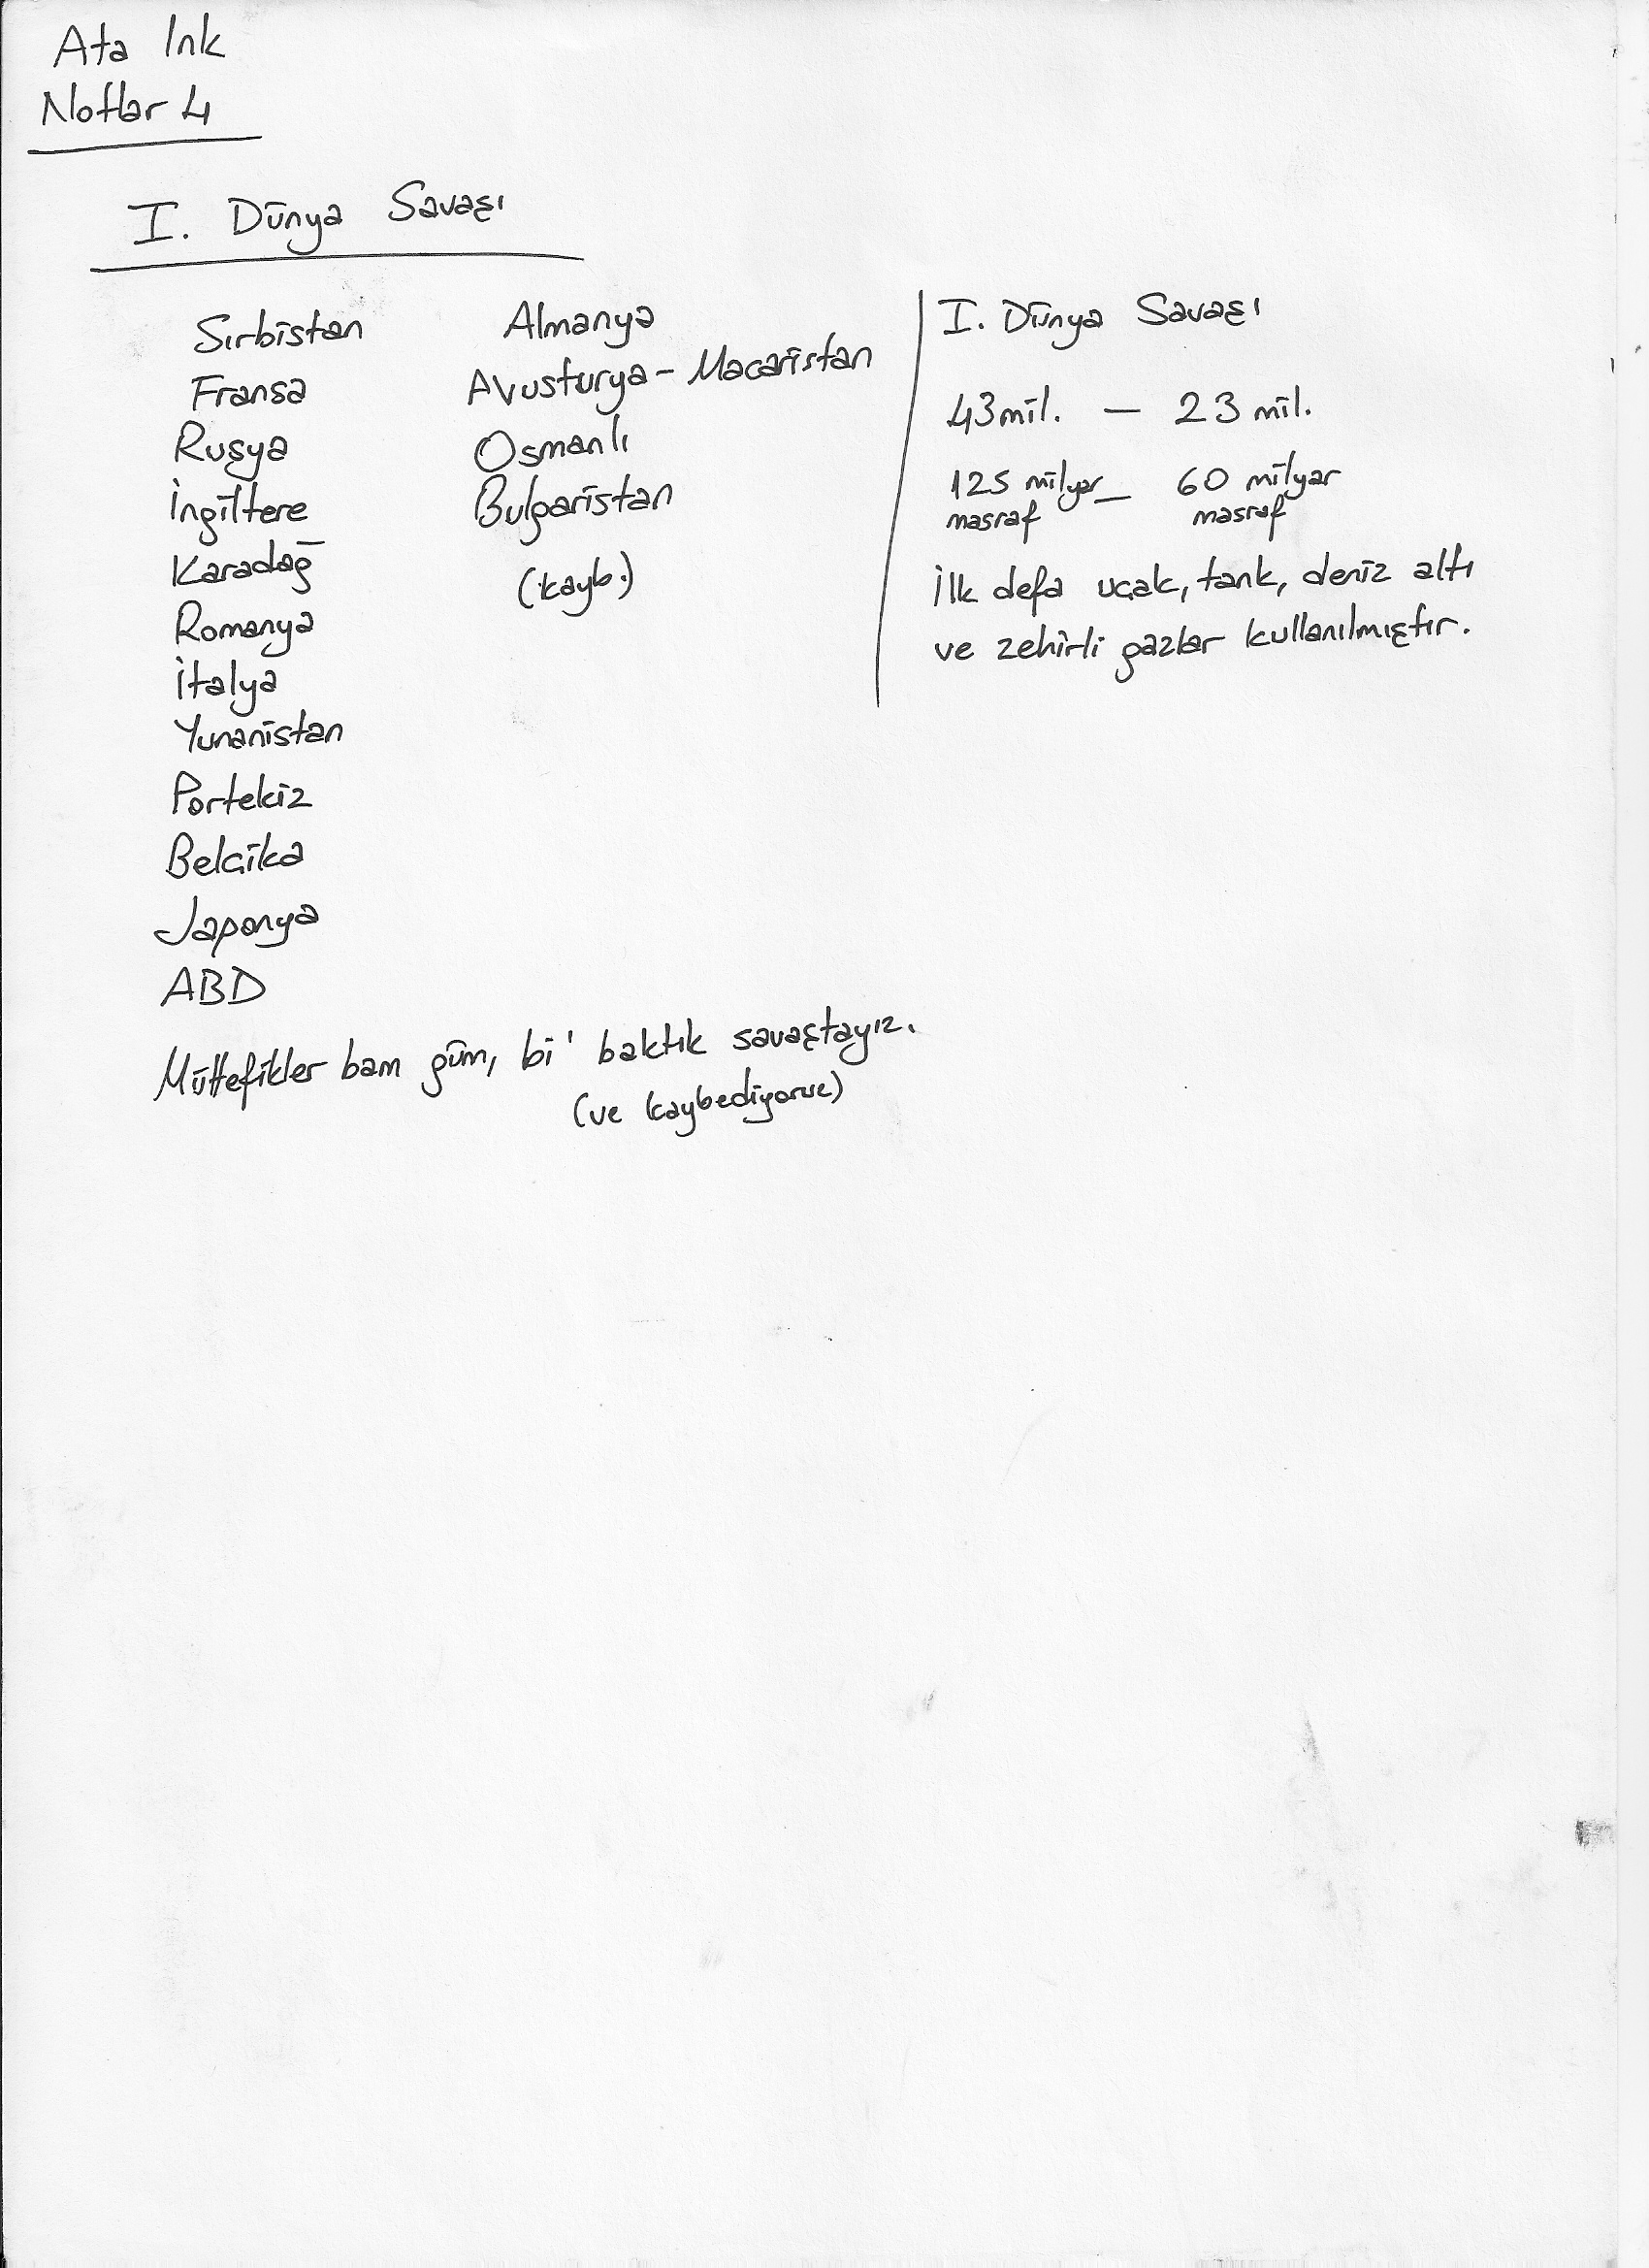 Ata Ink
Notlar 4
I. Dünya Savaşı
Sırbistan
Fransa
Rusya
İngiltere
Karadağ
Romanya
İtalya
Yunanistan
Portekiz
Belçika
Japonya
ABD
Almanya
Avusturya - Macaristan
Osmanlı
Bulgaristan
(kayb.)
Müttefikler bam güm, bi' baktık savaştayız.
(ve kaybediyoruz)
I. Dünya Savaşı
43 mil. — 23 mil.
125 milyar — 60 milyar
masraf masraf
İlk defa uçak, tank, deniz altı
ve zehirli gazlar kullanılmıştır.